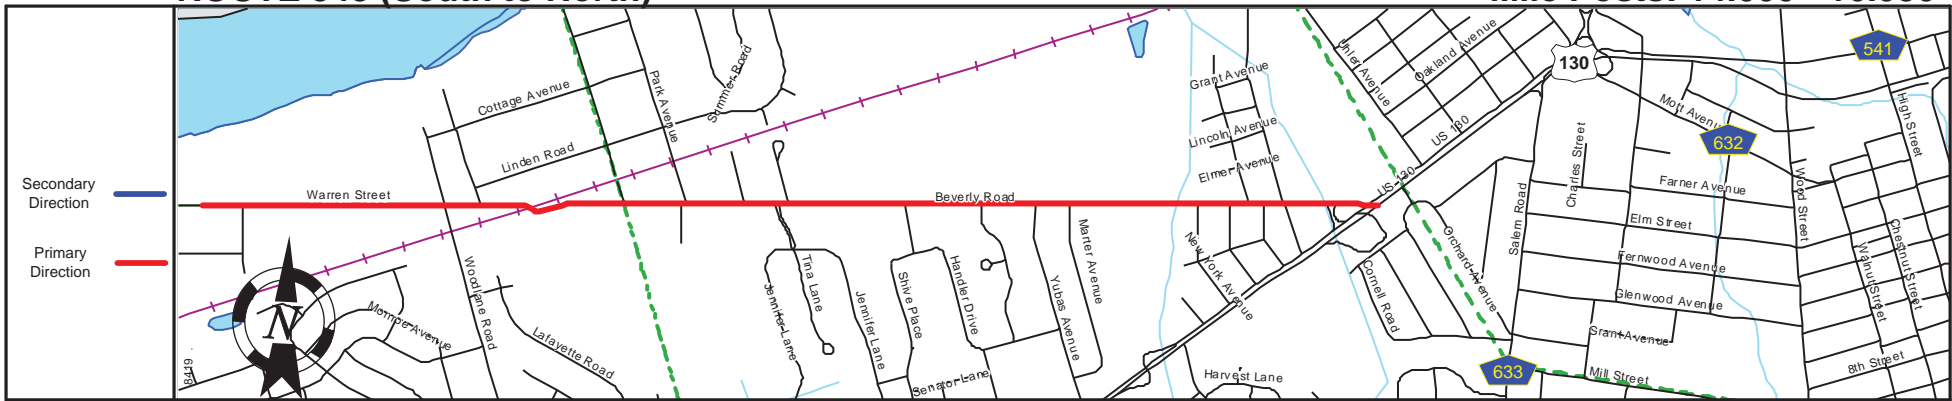 Secondary
Direction
Primary
Direction
Warren Street
Beverly Road
Cottage Avenue
Linden Road
Park Avenue
Sommer Road
Grant Avenue
Lincoln Avenue
Elmer Avenue
Uhler Avenue
Oakland Avenue
US 130
US 130
130
541
632
Mott Avenue
High Street
Charles Street
Farner Avenue
Elm Street
Fernwood Avenue
Glenwood Avenue
Grant Avenue
Salem Road
Wood Street
Walnut Street
Chestnut Street
8th Street
Mill Street
633
Orchard Avenue
Cornell Road
New York Avenue
Harvest Lane
Marter Avenue
Yubas Avenue
Handler Drive
Shive Place
Senator Lane
Jennifer Lane
Tina Lane
Jennifer Lane
Woodlane Road
Lafayette Road
Monroe Avenue
N
8419